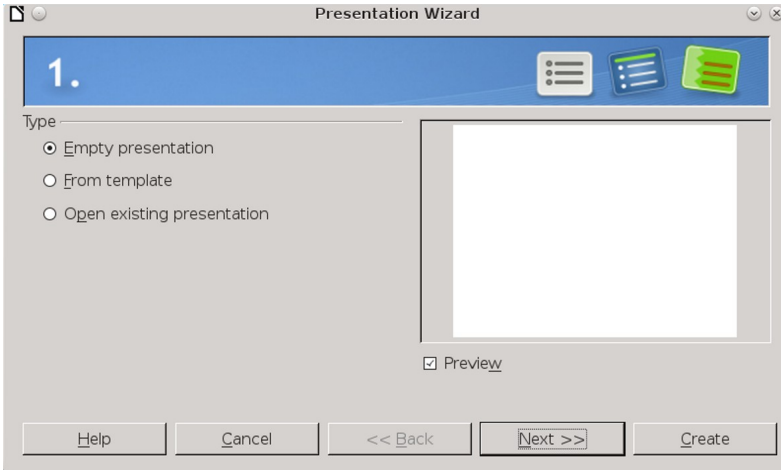 Presentation Wizard
1.
Type
Empty presentation
From template
Open existing presentation
Preview
Help
Cancel
<< Back
Next >>
Create